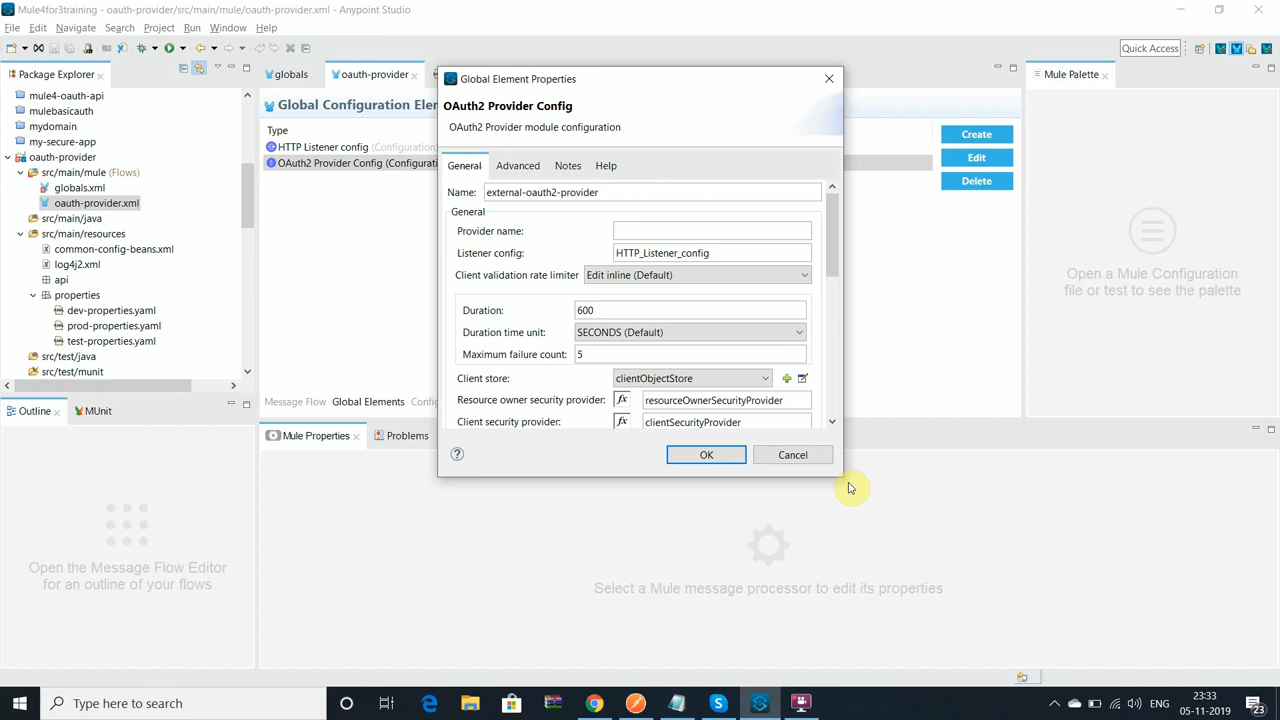 Mule4for3training - oauth-provider/src/main/mule/oauth-provider.xml - Anypoint Studio
File Edit Navigate Search Project Run Window Help
Quick Access
Package Explorer
mule4-oauth-api
mulebasicauth
mydomain
my-secure-app
oauth-provider
src/main/mule (Flows)
globals.xml
oauth-provider.xml
src/main/java
src/main/resources
common-config-beans.xml
log4j2.xml
api
properties
dev-properties.yaml
prod-properties.yaml
test-properties.yaml
src/test/java
src/test/munit
globals
oauth-provider
Global Configuration Ele
Type
HTTP Listener config (Configuration
OAuth2 Provider Config (Configurati
Create
Edit
Delete
Message Flow Global Elements Config
Global Element Properties
OAuth2 Provider Config
OAuth2 Provider module configuration
General Advanced Notes Help
Name: external-oauth2-provider
General
Provider name:
Listener config: HTTP_Listener_config
Client validation rate limiter Edit inline (Default)
Duration: 600
Duration time unit: SECONDS (Default)
Maximum failure count: 5
Client store: clientObjectStore
Resource owner security provider: fx resourceOwnerSecurityProvider
Client security provider: fx clientSecurityProvider
OK Cancel
Mule Palette
Open a Mule Configuration
file or test to see the palette
Outline MUnit
Open the Message Flow Editor
for an outline of your flows
Mule Properties Problems
Select a Mule message processor to edit its properties
Type here to search
ENG
23:33
05-11-2019
23